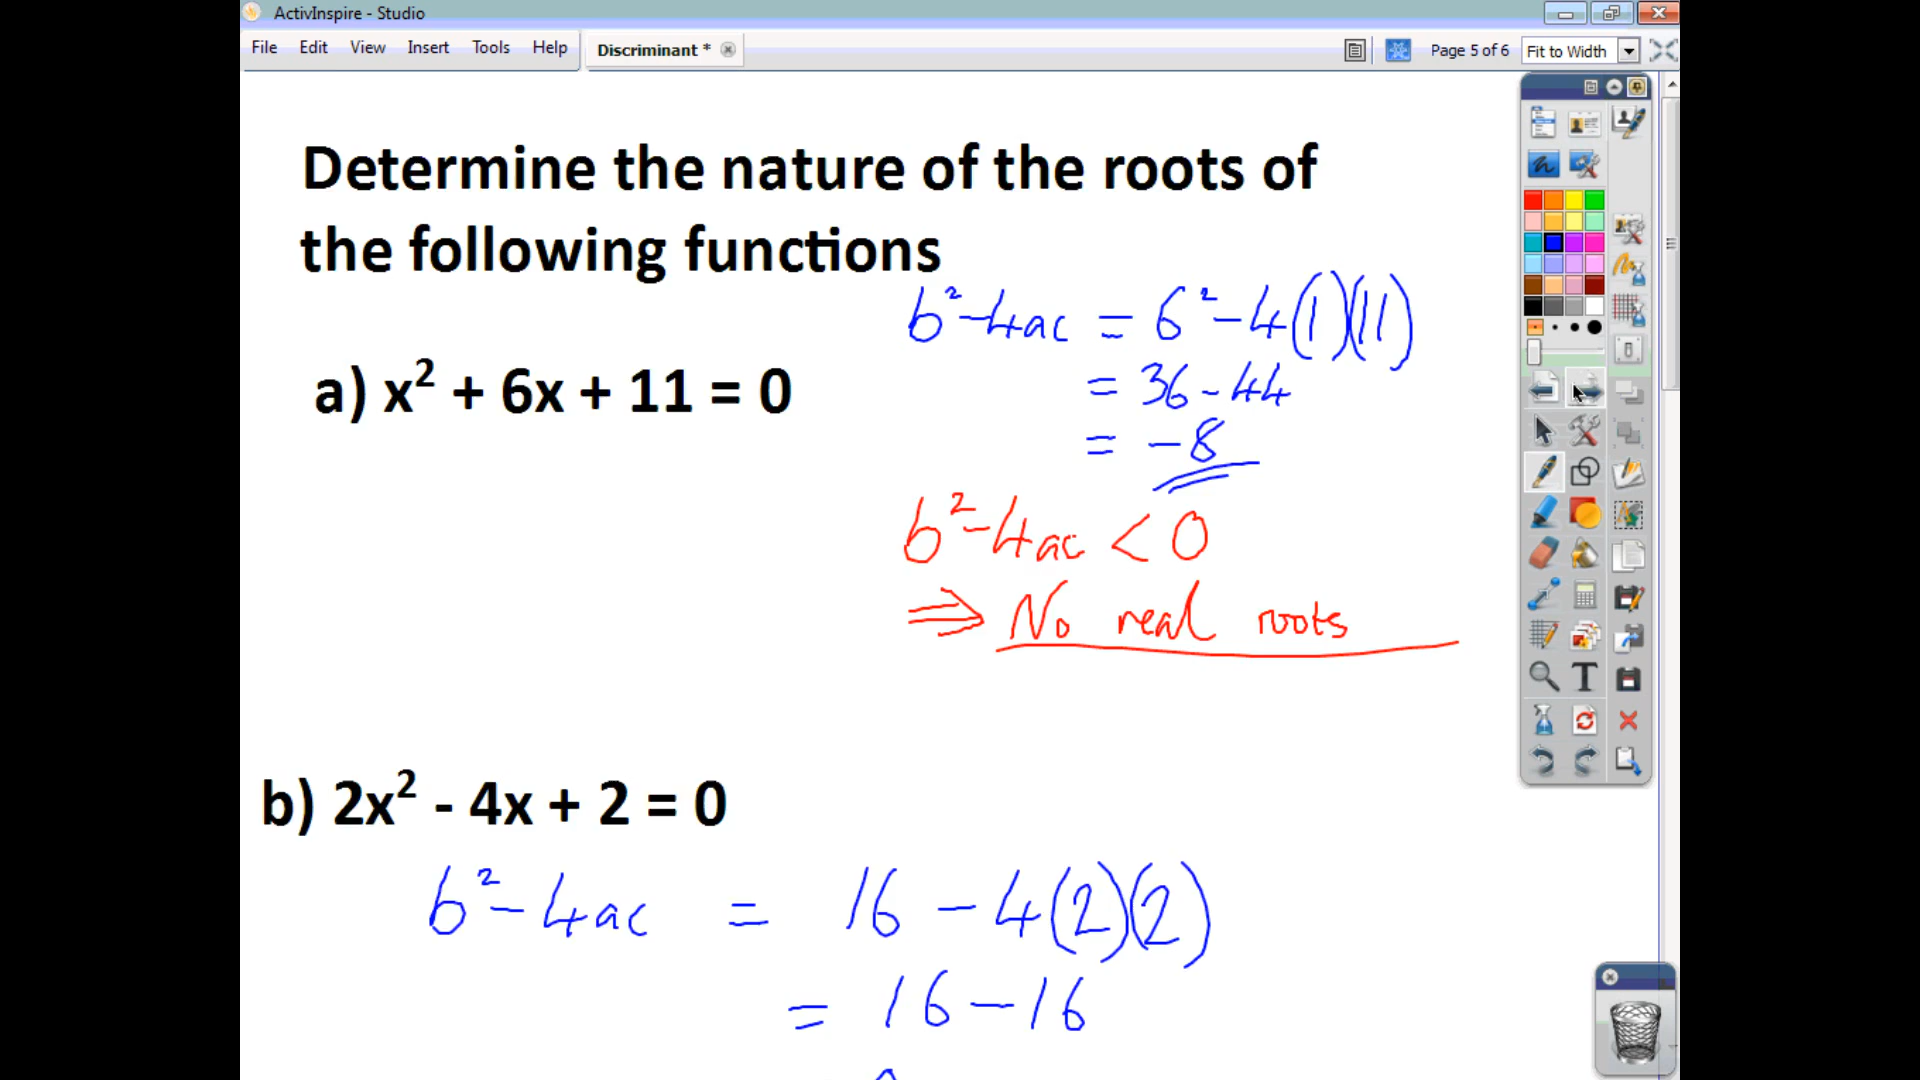 ActivInspire - Studio
File Edit View Insert Tools Help
Discriminant *
Page 5 of 6
Fit to Width
Determine the nature of the roots of
the following functions
b² - 4ac = 6² - 4(1)(11)
= 36 - 44
= -8
a) x² + 6x + 11 = 0
b² - 4ac < 0
⇒ No real roots
b) 2x² - 4x + 2 = 0
b² - 4ac = 16 - 4(2)(2)
= 16 - 16